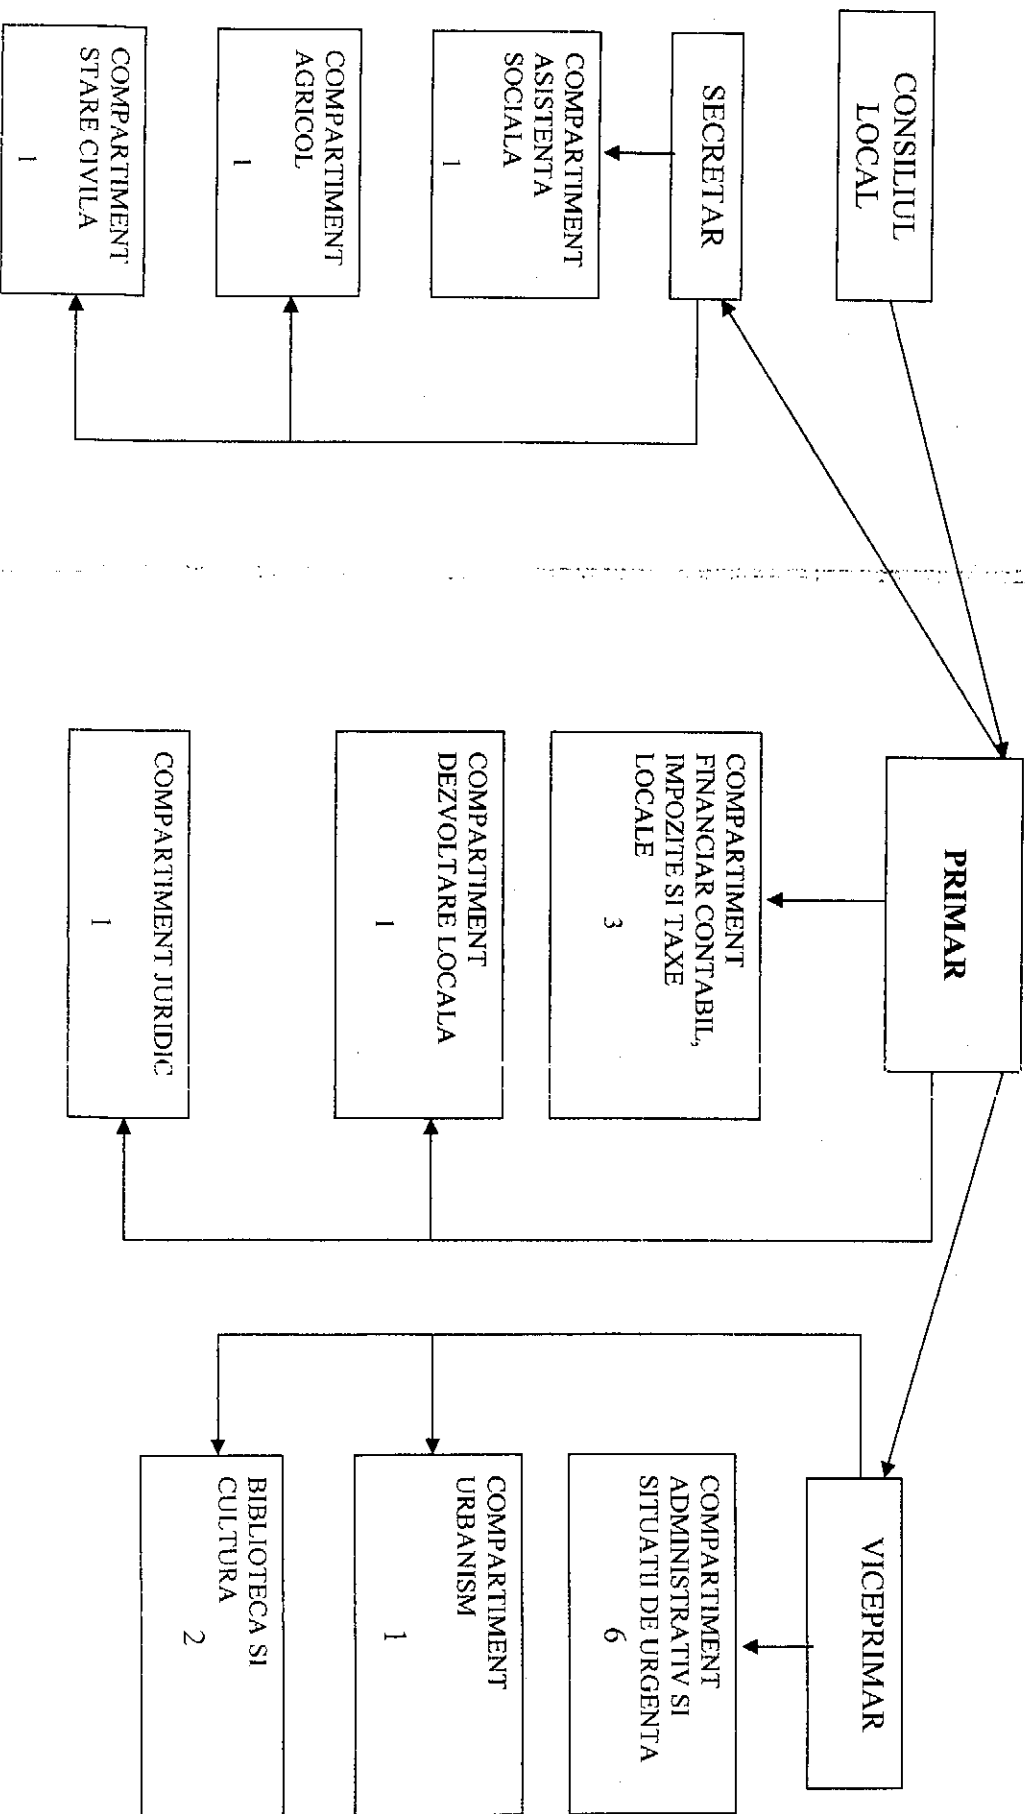 CONSILIUL
LOCAL
PRIMAR
SECRETAR
VICEPRIMAR
COMPARTIMENT
ASISTENTA
SOCIALA
1
COMPARTIMENT
FINANCIAR CONTABIL,
IMPOZITE SI TAXE
LOCALE
3
COMPARTIMENT
ADMINISTRATIV SI
SITUATII DE URGENTA
6
COMPARTIMENT
AGRICOL
1
COMPARTIMENT
DEZVOLTARE LOCALA
1
COMPARTIMENT
URBANISM
1
COMPARTIMENT
STARE CIVILA
1
COMPARTIMENT JURIDIC
1
BIBLIOTECA SI
CULTURA
2